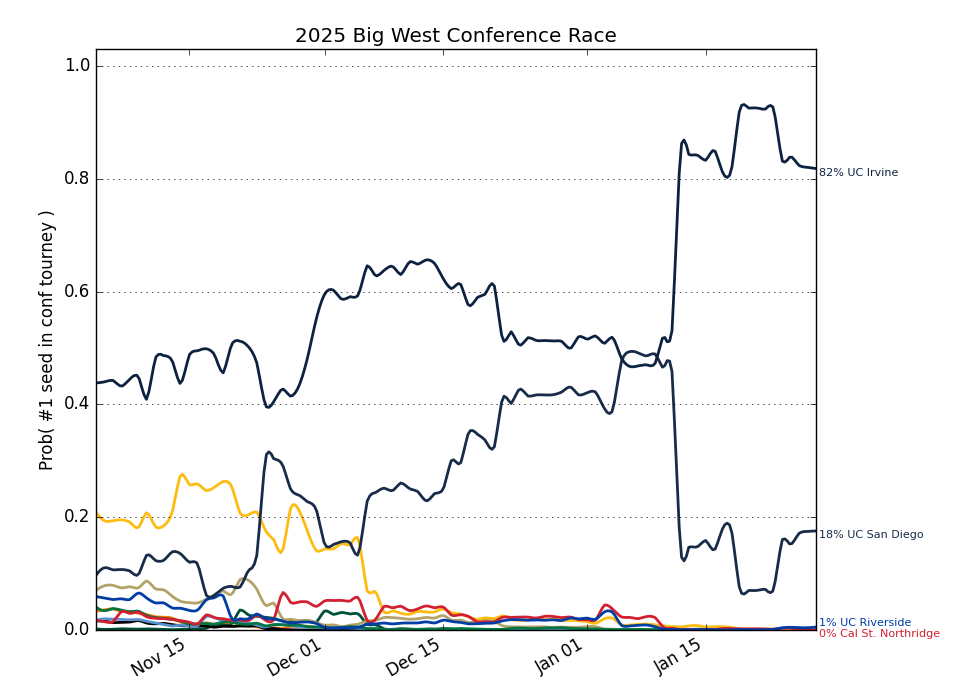 2025 Big West Conference Race
Prob( #1 seed in conf tourney )
1.0
0.8
0.6
0.4
0.2
0.0
Nov 15
Dec 01
Dec 15
Jan 01
Jan 15
82% UC Irvine
18% UC San Diego
1% UC Riverside
0% Cal St. Northridge